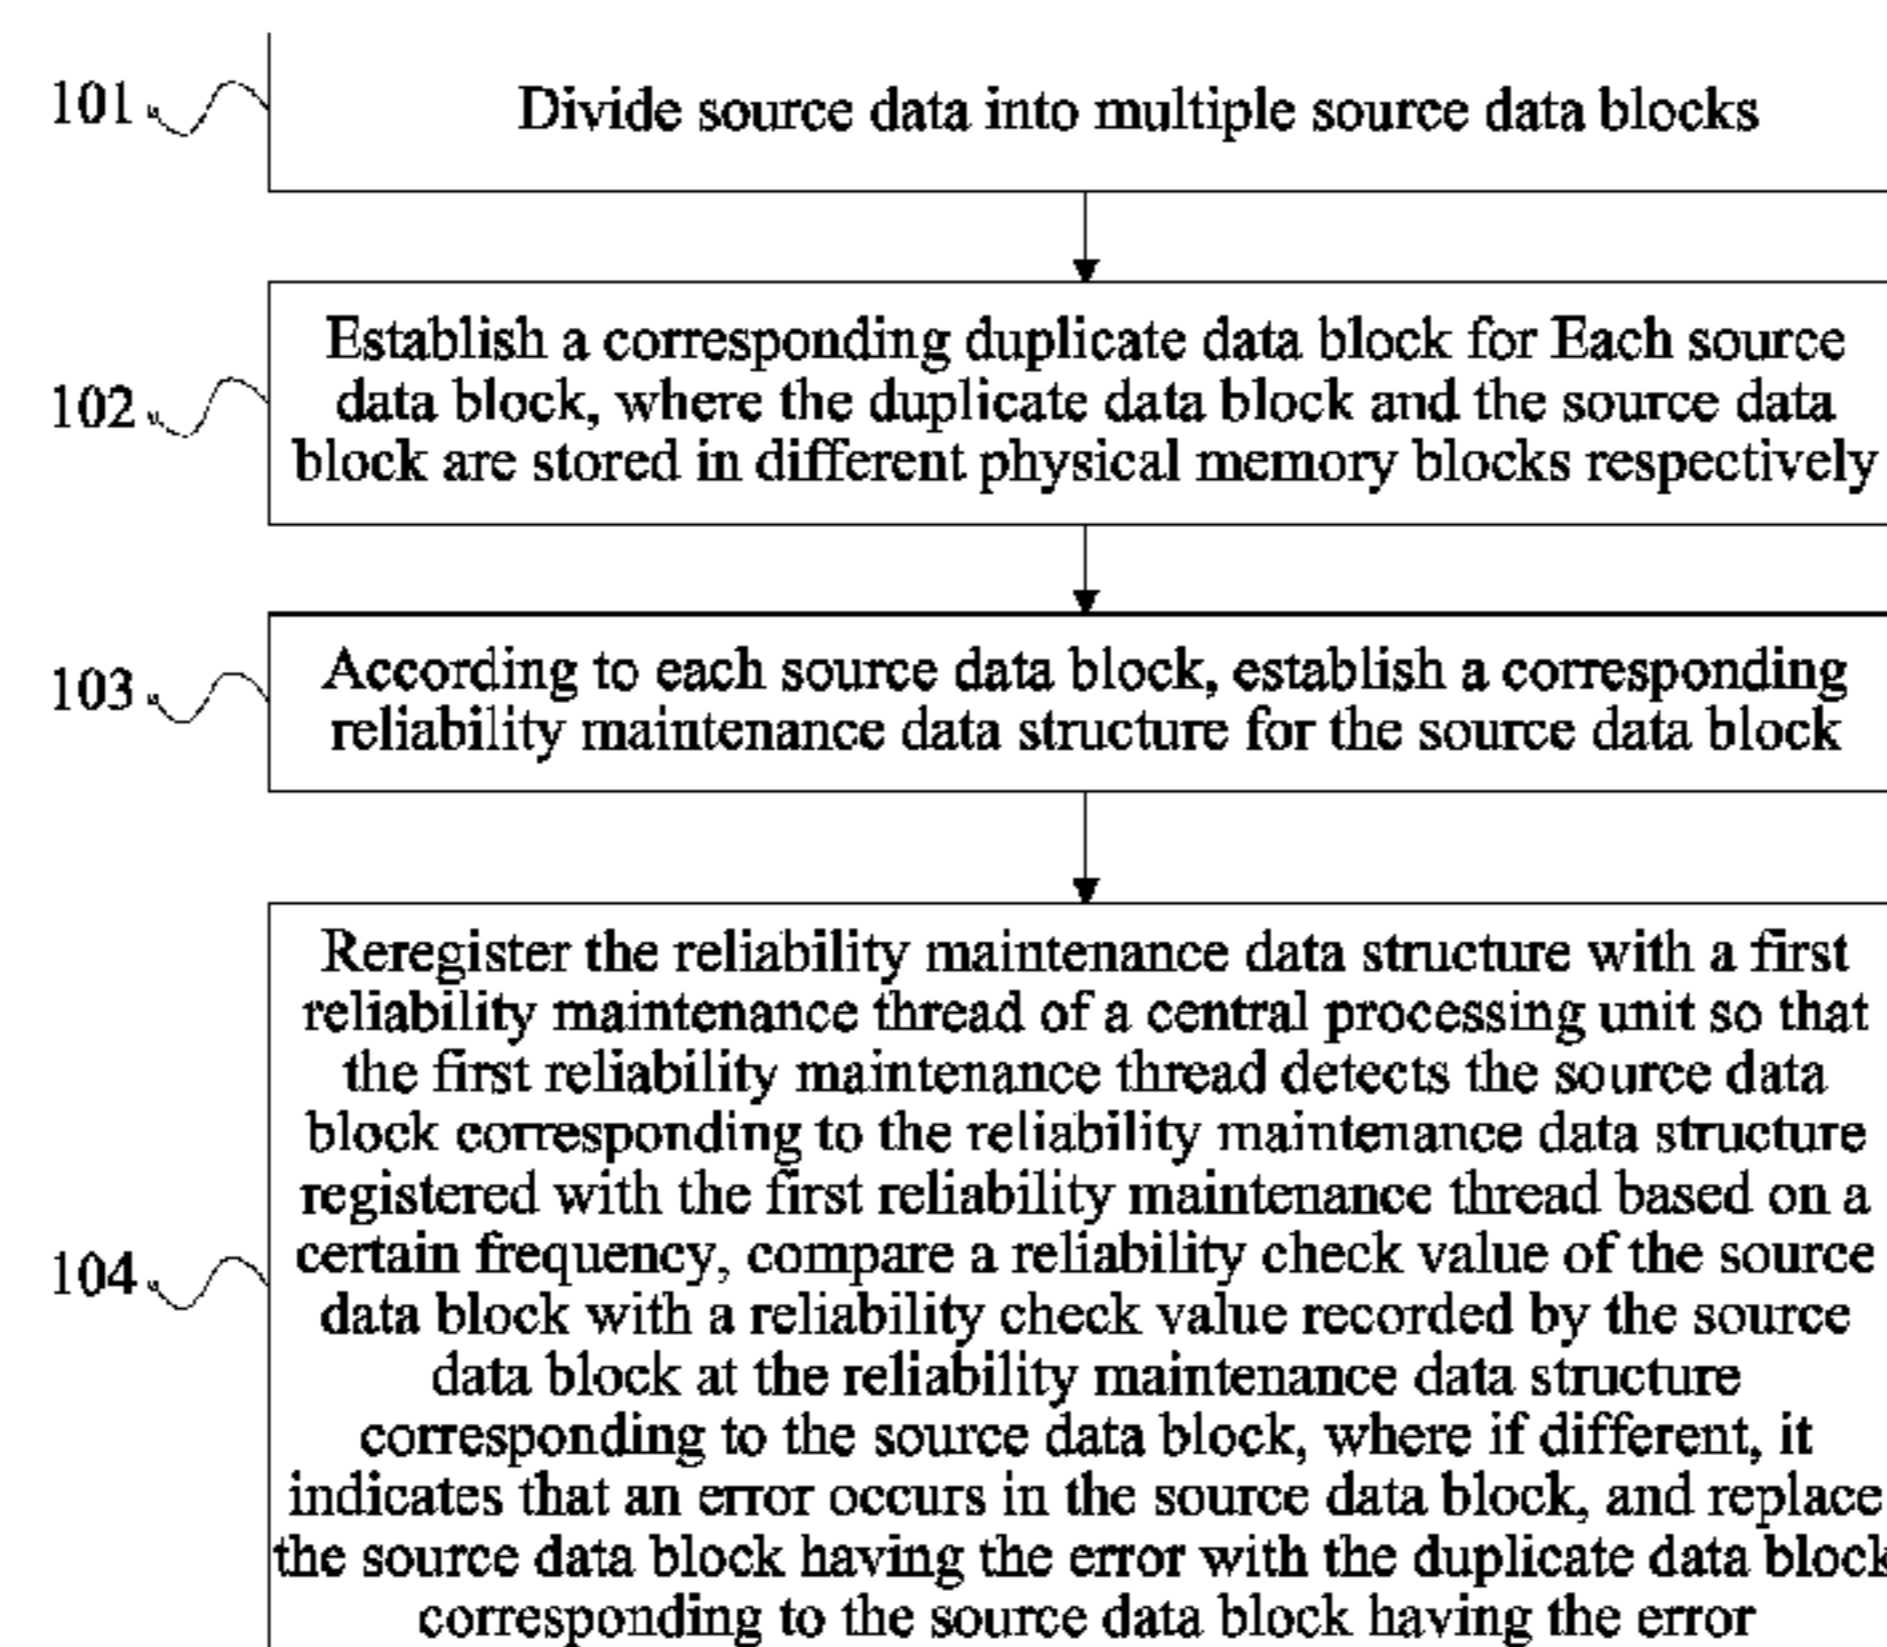 101
Divide source data into multiple source data blocks
102
Establish a corresponding duplicate data block for Each source
data block, where the duplicate data block and the source data
block are stored in different physical memory blocks respectively
103
According to each source data block, establish a corresponding
reliability maintenance data structure for the source data block
104
Reregister the reliability maintenance data structure with a first
reliability maintenance thread of a central processing unit so that
the first reliability maintenance thread detects the source data
block corresponding to the reliability maintenance data structure
registered with the first reliability maintenance thread based on a
certain frequency, compare a reliability check value of the source
data block with a reliability check value recorded by the source
data block at the reliability maintenance data structure
corresponding to the source data block, where if different, it
indicates that an error occurs in the source data block, and replace
the source data block having the error with the duplicate data block
corresponding to the source data block having the error